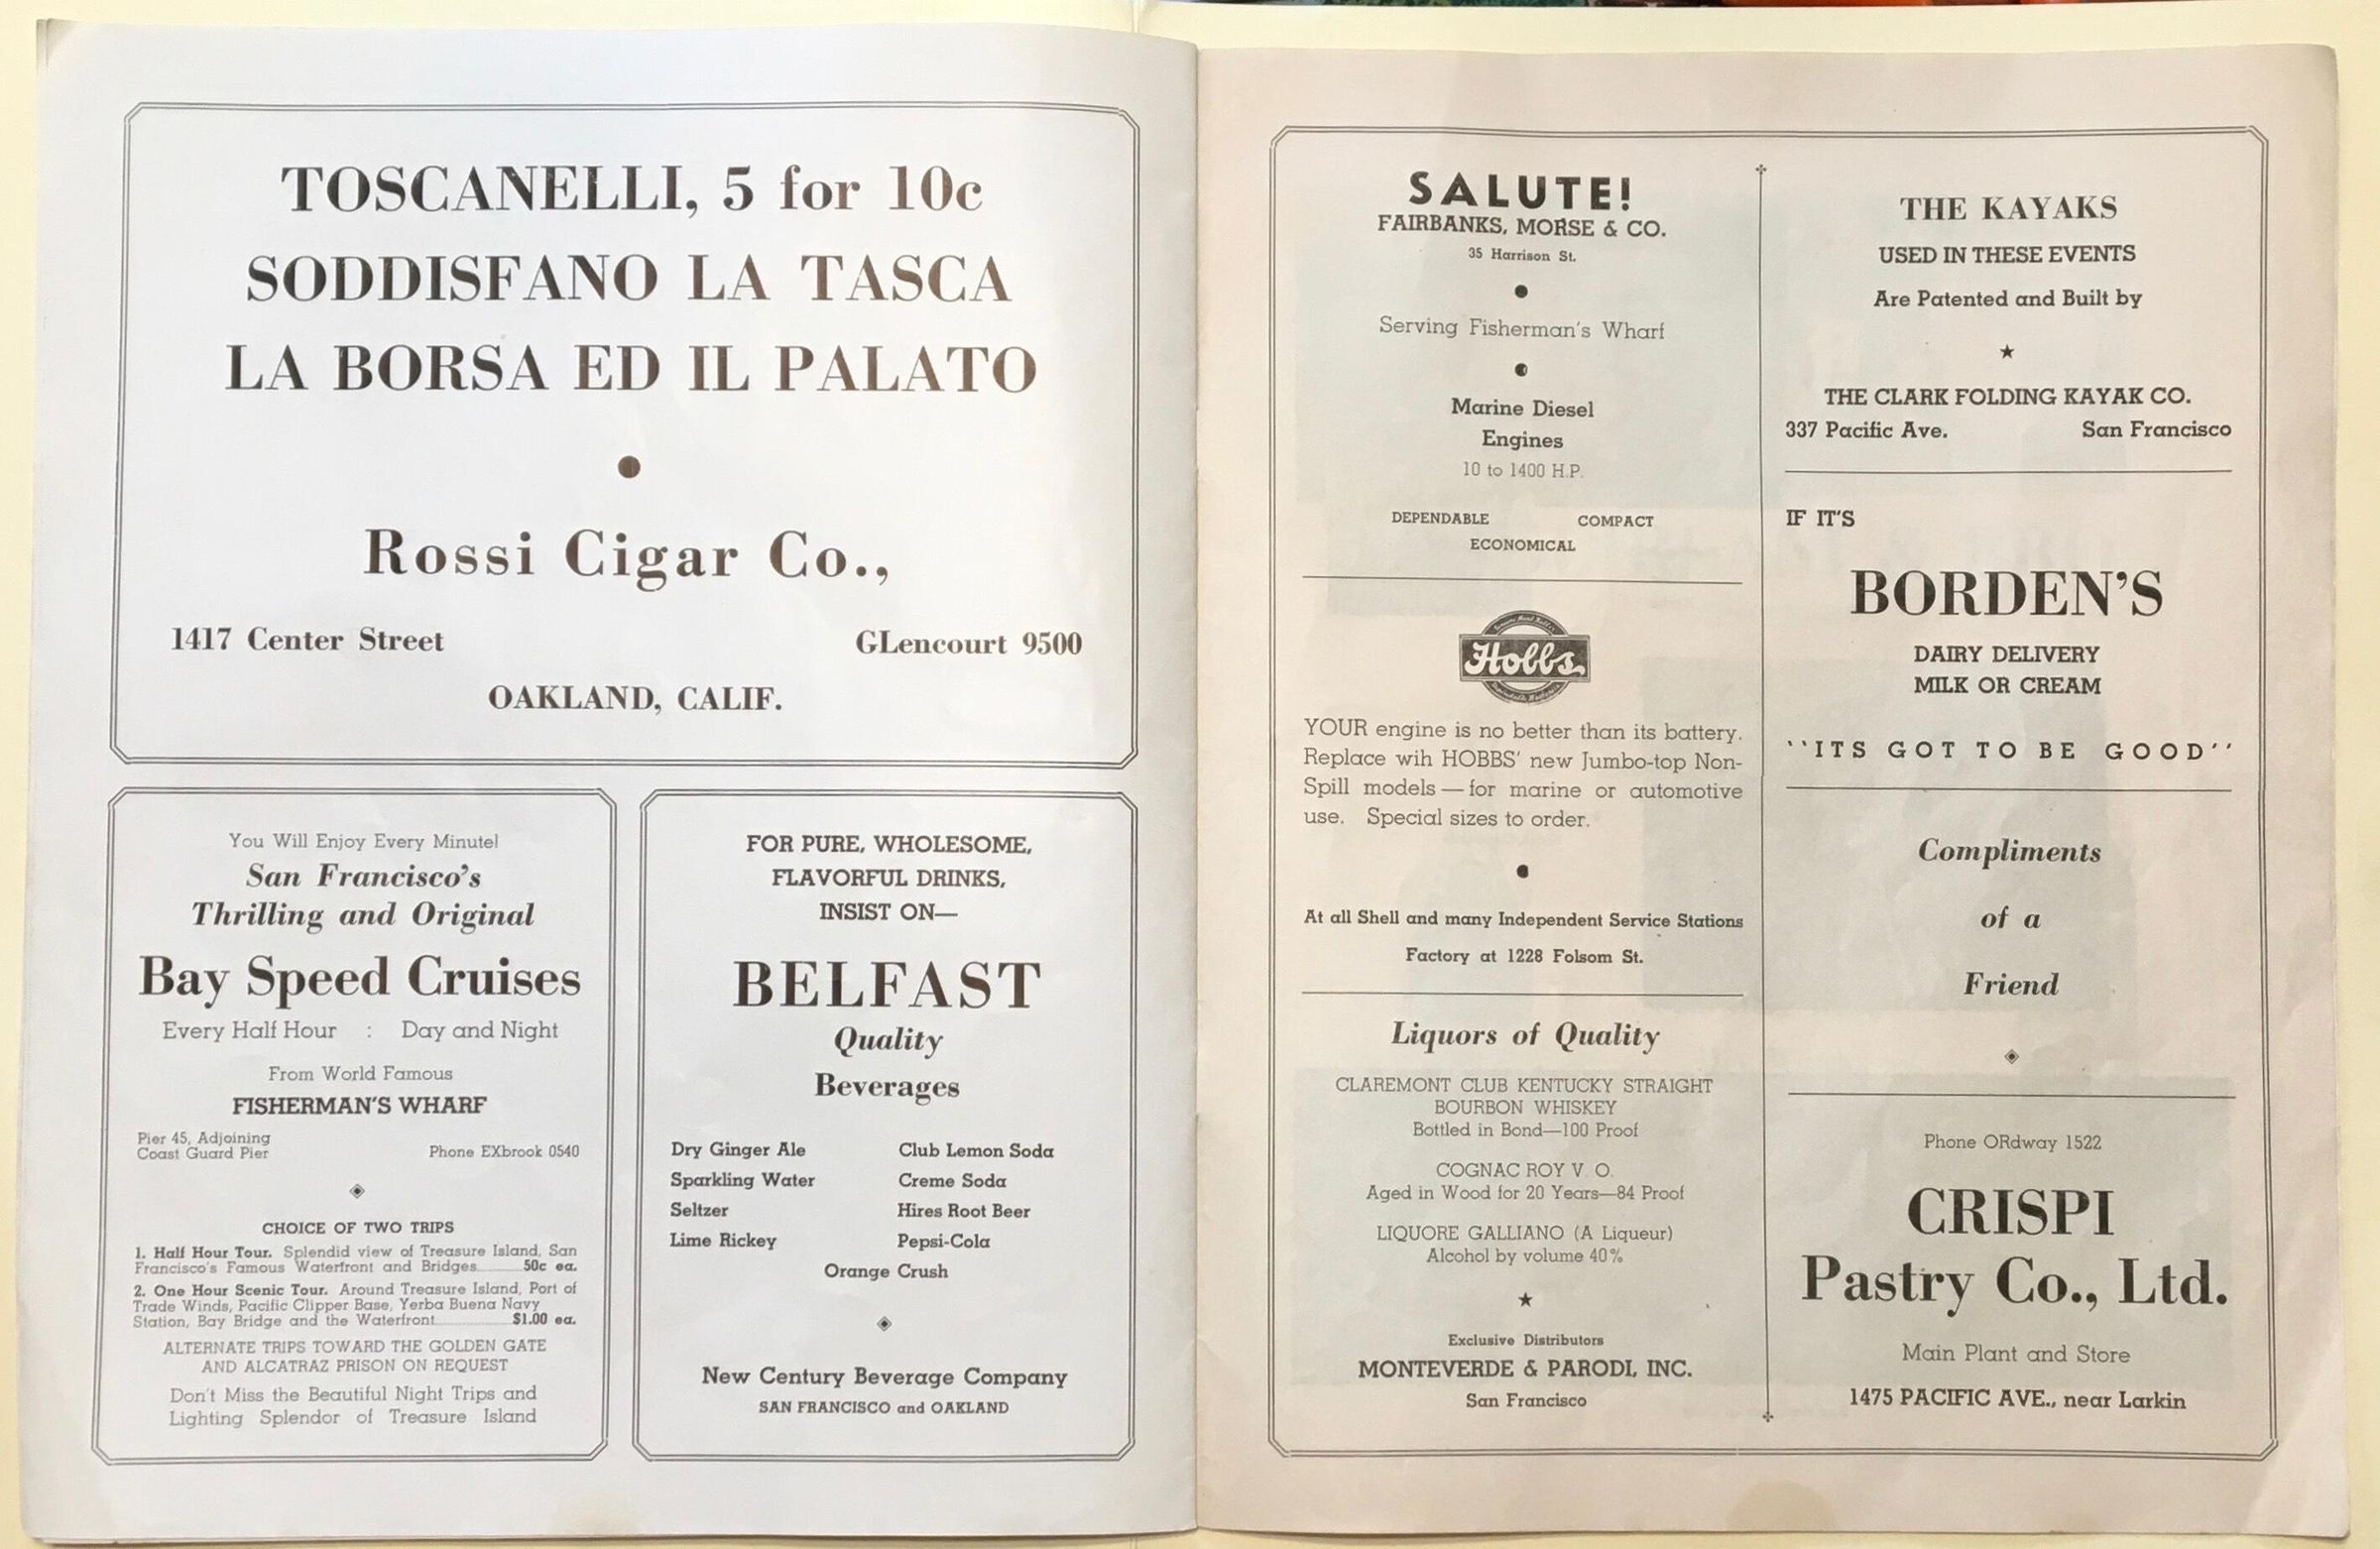 TOSCANELLI, 5 for 10c
SODDISFANO LA TASCA
LA BORSA ED IL PALATO
Rossi Cigar Co.,
1417 Center Street GLencourt 9500
OAKLAND, CALIF.
You Will Enjoy Every Minute!
San Francisco's
Thrilling and Original
Bay Speed Cruises
Every Half Hour : Day and Night
From World Famous
FISHERMAN'S WHARF
Pier 45, Adjoining
Coast Guard Pier
Phone EXbrook 0540
CHOICE OF TWO TRIPS
1. Half Hour Tour. Splendid view of Treasure Island, San
Francisco's Famous Waterfront and Bridges 50c ea.
2. One Hour Scenic Tour. Around Treasure Island, Port of
Trade Winds, Pacific Clipper Base, Yerba Buena Navy
Station, Bay Bridge and the Waterfront $1.00 ea.
ALTERNATE TRIPS TOWARD THE GOLDEN GATE
AND ALCATRAZ PRISON ON REQUEST
Don't Miss the Beautiful Night Trips and
Lighting Splendor of Treasure Island
FOR PURE, WHOLESOME,
FLAVORFUL DRINKS,
INSIST ON—
BELFAST
Quality
Beverages
Dry Ginger Ale Club Lemon Soda
Sparkling Water Creme Soda
Seltzer Hires Root Beer
Lime Rickey Pepsi-Cola
Orange Crush
New Century Beverage Company
SAN FRANCISCO and OAKLAND
SALUTE!
FAIRBANKS, MORSE & CO.
35 Harrison St.
Serving Fisherman's Wharf
Marine Diesel
Engines
10 to 1400 H.P.
DEPENDABLE COMPACT
ECONOMICAL
Hobbs
YOUR engine is no better than its battery.
Replace wih HOBBS' new Jumbo-top Non-
Spill models — for marine or automotive
use. Special sizes to order.
At all Shell and many Independent Service Stations
Factory at 1228 Folsom St.
Liquors of Quality
CLAREMONT CLUB KENTUCKY STRAIGHT
BOURBON WHISKEY
Bottled in Bond—100 Proof
COGNAC ROY V. O.
Aged in Wood for 20 Years—84 Proof
LIQUORE GALLIANO (A Liqueur)
Alcohol by volume 40%
Exclusive Distributors
MONTEVERDE & PARODI, INC.
San Francisco
THE KAYAKS
USED IN THESE EVENTS
Are Patented and Built by
THE CLARK FOLDING KAYAK CO.
337 Pacific Ave. San Francisco
IF IT'S
BORDEN'S
DAIRY DELIVERY
MILK OR CREAM
"ITS GOT TO BE GOOD"
Compliments
of a
Friend
Phone ORdway 1522
CRISPI
Pastry Co., Ltd.
Main Plant and Store
1475 PACIFIC AVE., near Larkin